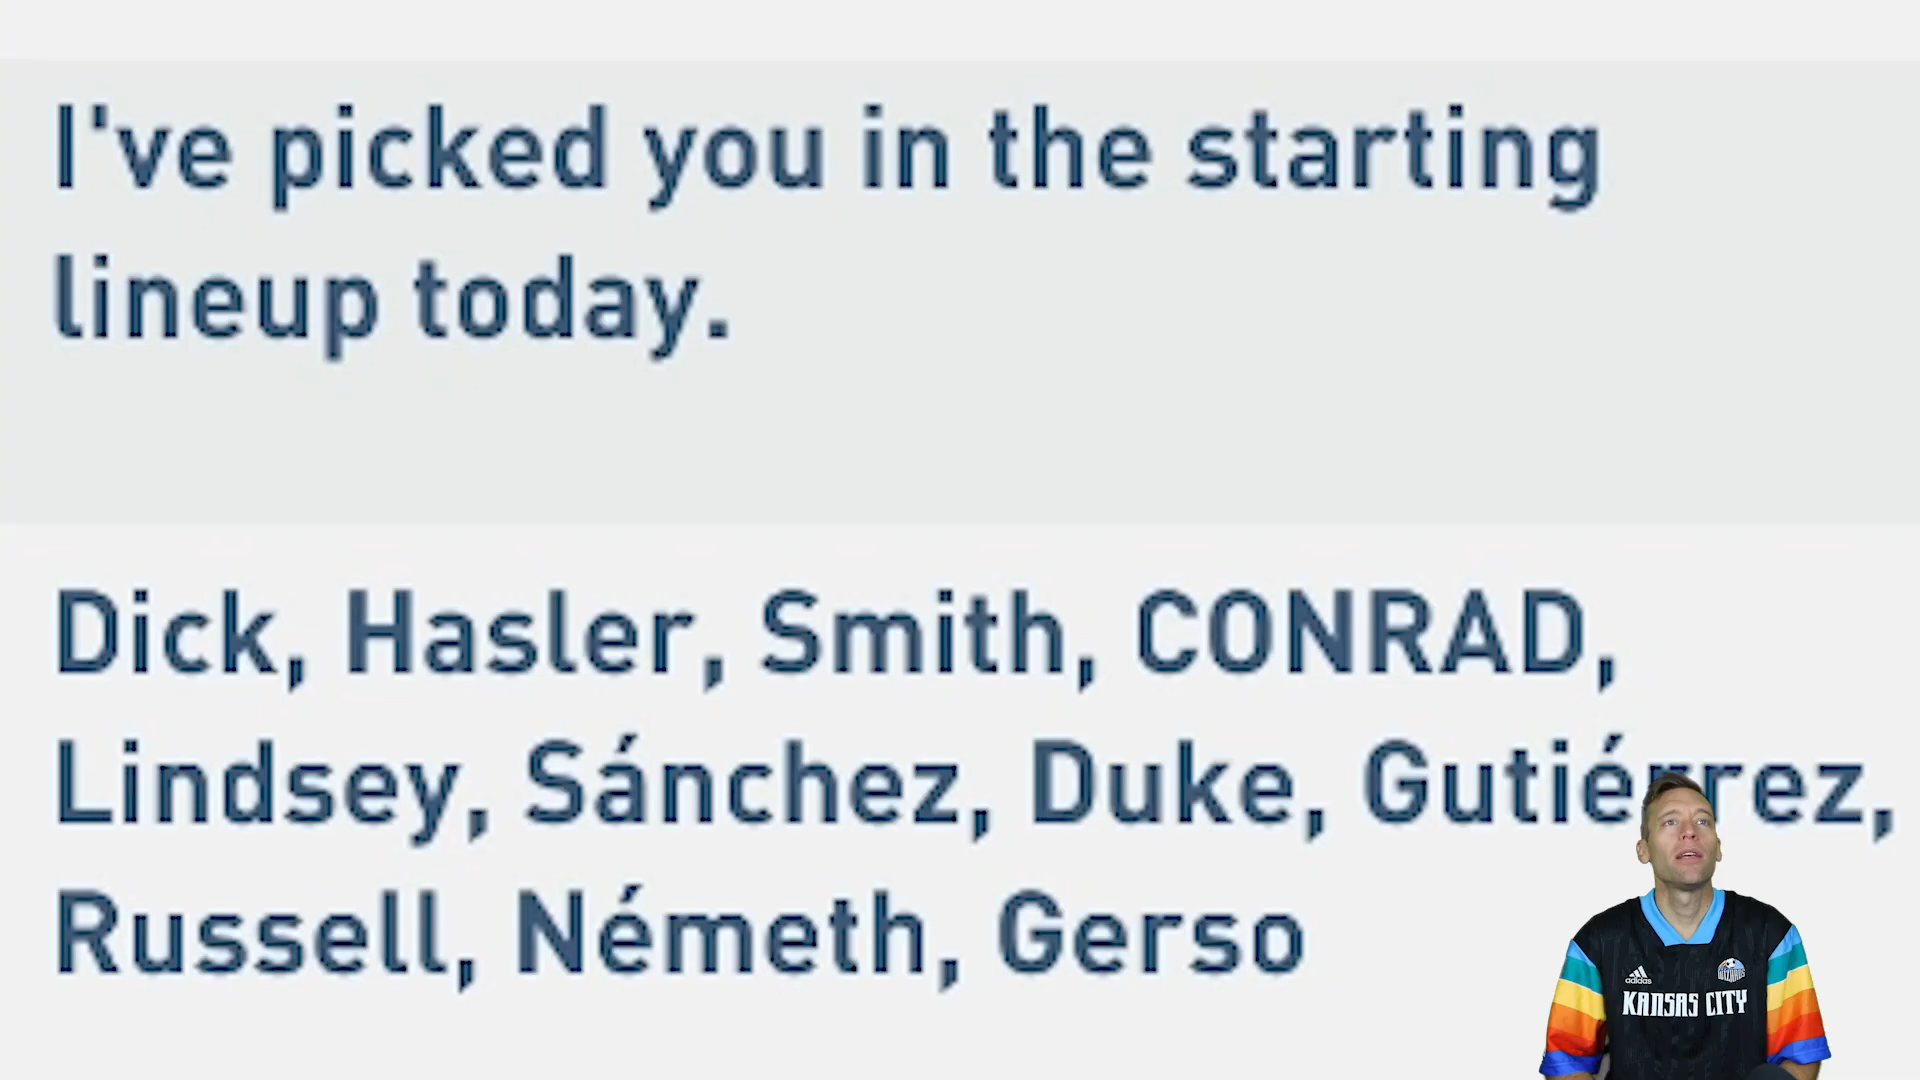 I've picked you in the starting
lineup today.
Dick, Hasler, Smith, CONRAD,
Lindsey, Sánchez, Duke, Gutiérrez,
Russell, Németh, Gerso
adidas
WIZARDS
KANSAS CITY